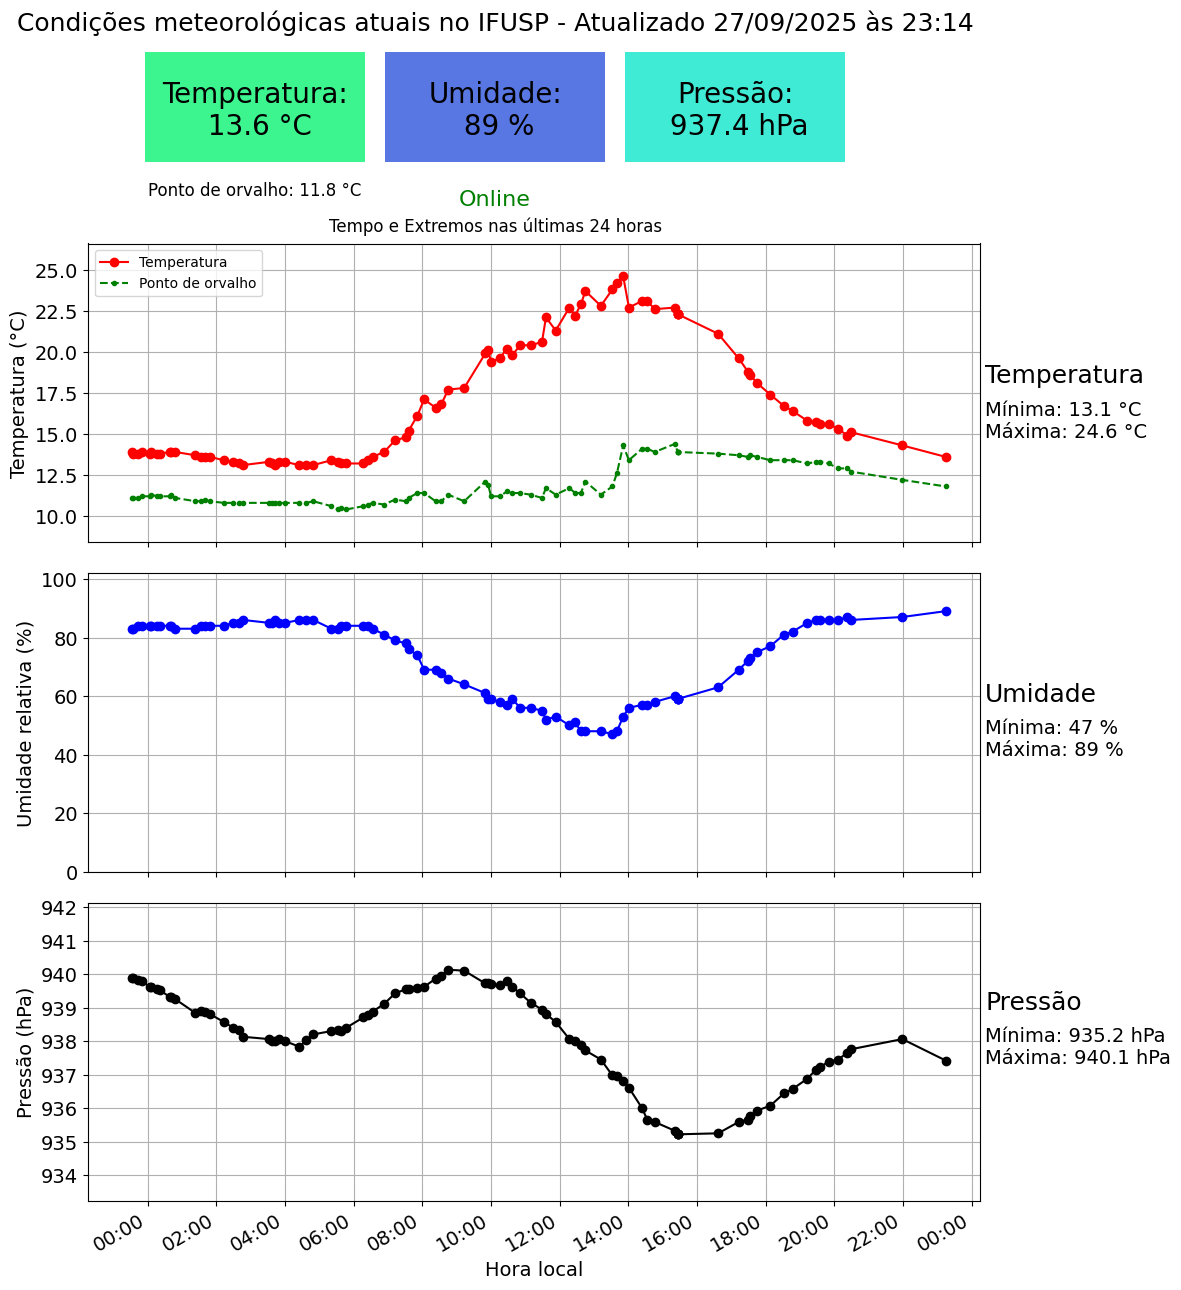 Condições meteorológicas atuais no IFUSP - Atualizado 27/09/2025 às 23:14
Temperatura:
13.6 °C
Umidade:
89 %
Pressão:
937.4 hPa
Ponto de orvalho: 11.8 °C
Online
Tempo e Extremos nas últimas 24 horas
Temperatura
Ponto de orvalho
Temperatura (°C)
25.0
22.5
20.0
17.5
15.0
12.5
10.0
Temperatura
Mínima: 13.1 °C
Máxima: 24.6 °C
Umidade relativa (%)
100
80
60
40
20
0
Umidade
Mínima: 47 %
Máxima: 89 %
Pressão (hPa)
942
941
940
939
938
937
936
935
934
Pressão
Mínima: 935.2 hPa
Máxima: 940.1 hPa
00:00 02:00 04:00 06:00 08:00 10:00 12:00 14:00 16:00 18:00 20:00 22:00 00:00
Hora local